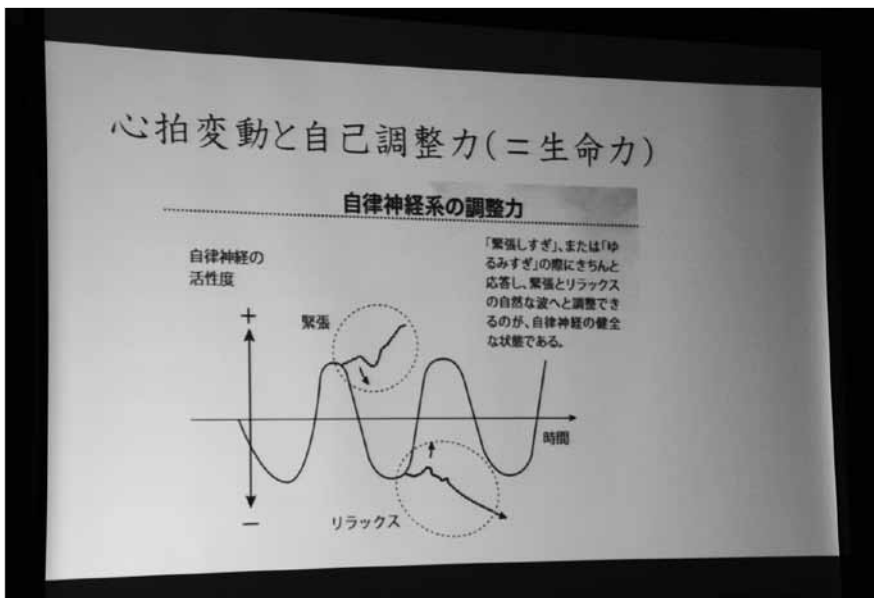 心拍変動と自己調整力(＝生命力)
自律神経系の調整力
自律神経の
活性度
「緊張しすぎ」、または「ゆ
るみすぎ」の際にきちんと
応答し、緊張とリラックス
の自然な波へと調整でき
るのが、自律神経の健全
な状態である。
+
緊張
時間
リラックス
−